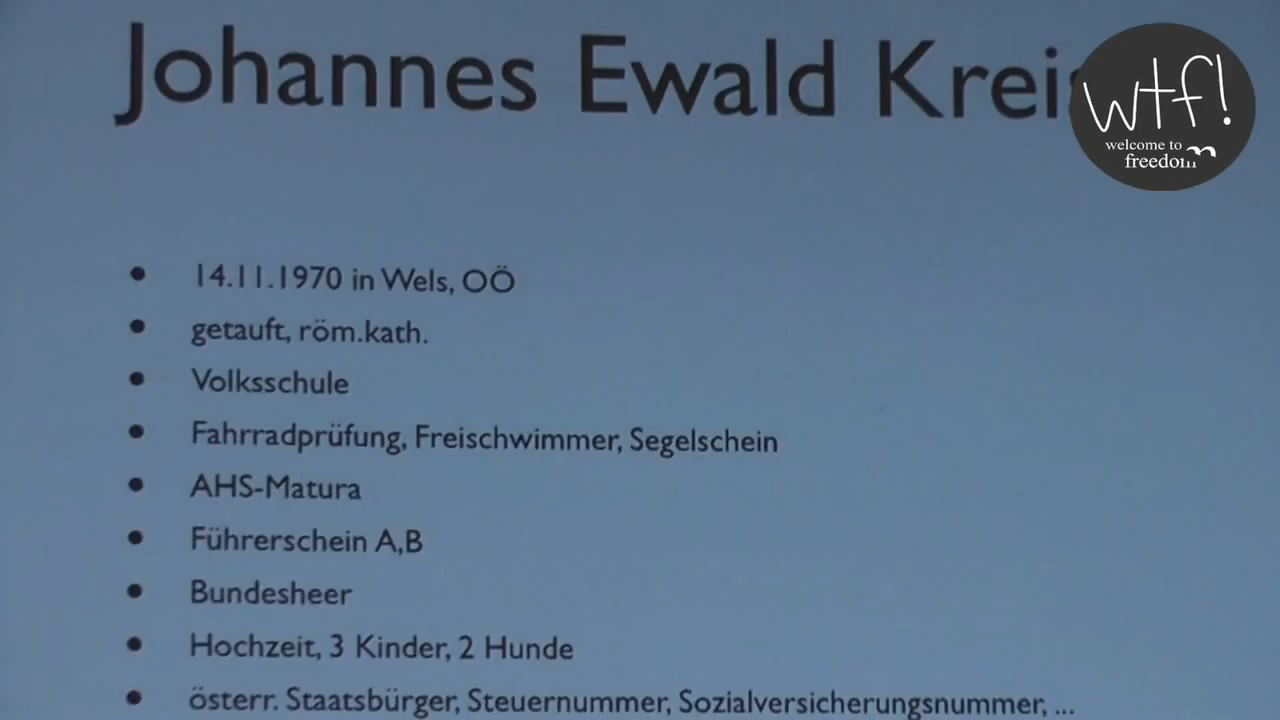 Johannes Ewald Kreis
wtf!
welcome to
freedom
14.11.1970 in Wels, OÖ
getauft, röm.kath.
Volksschule
Fahrradprüfung, Freischwimmer, Segelschein
AHS-Matura
Führerschein A,B
Bundesheer
Hochzeit, 3 Kinder, 2 Hunde
österr. Staatsbürger, Steuernummer, Sozialversicherungsnummer, ...